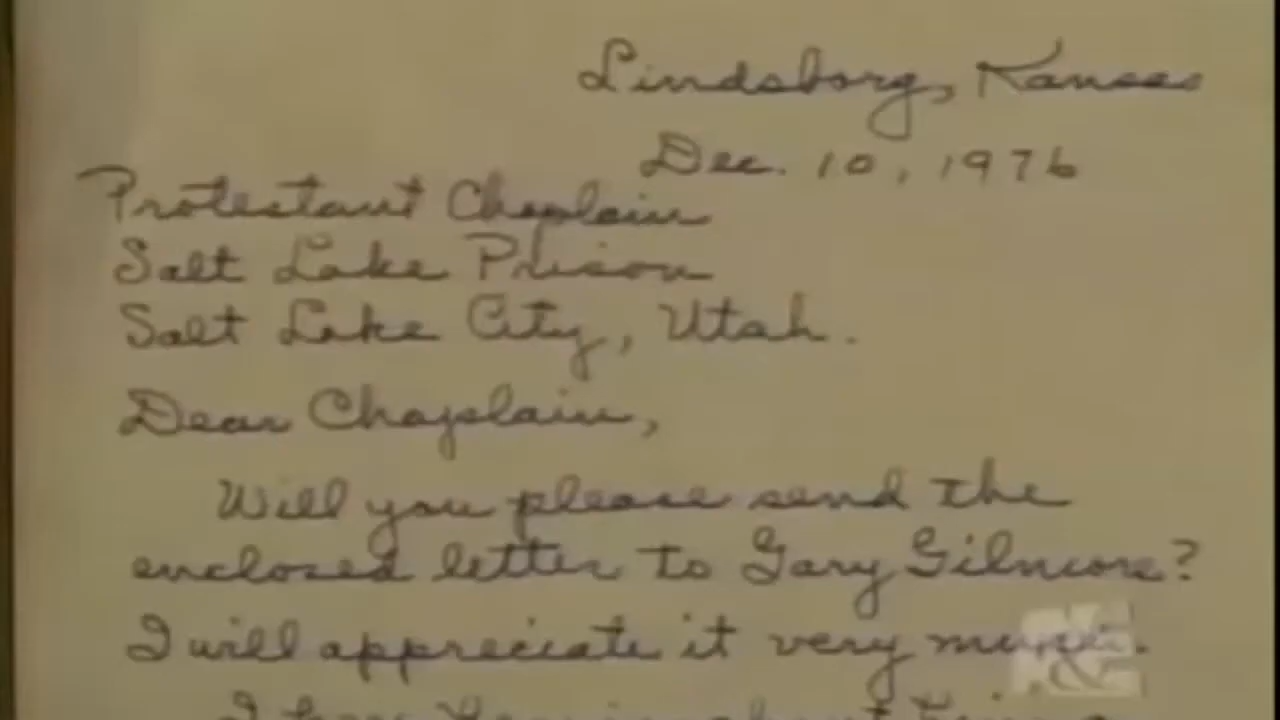 Lindsborg, Kansas
Dec. 10, 1976
Protestant Chaplain
Salt Lake Prison
Salt Lake City, Utah.
Dear Chaplain,
Will you please send the
enclosed letter to Gary Gilmore?
I will appreciate it very much.
A&E